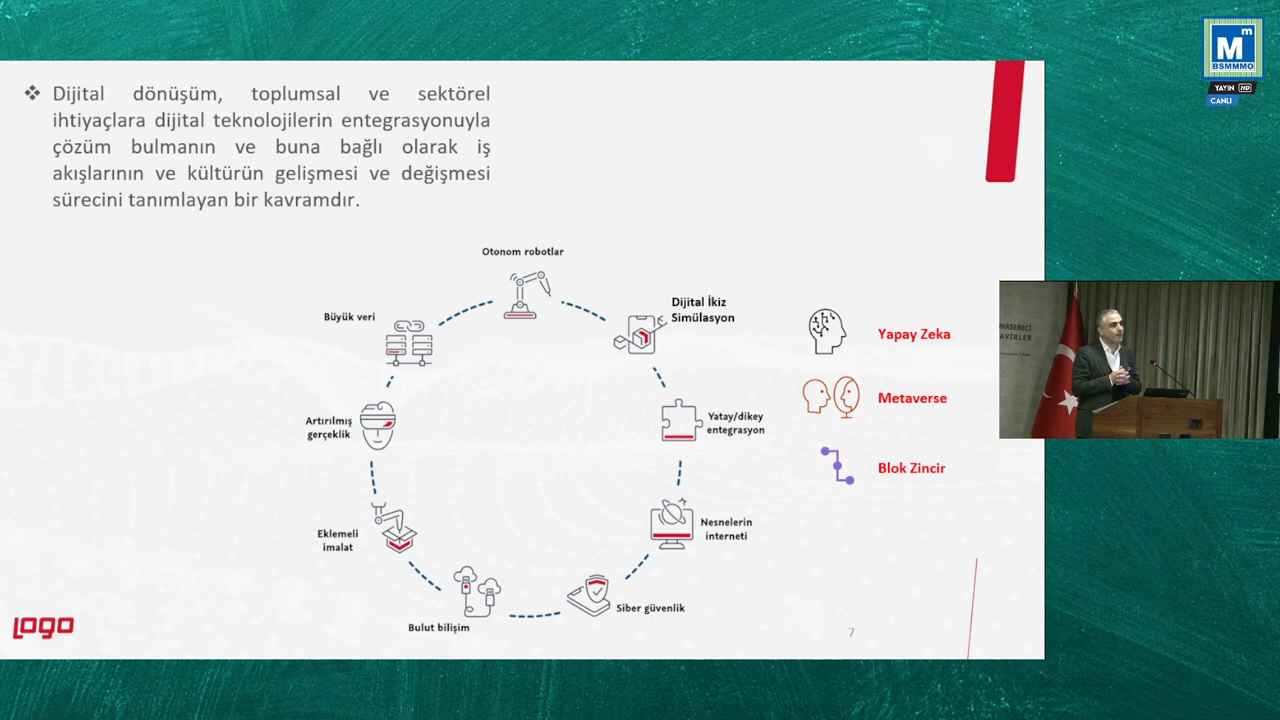 Mm
BSMMMO
YAYIN HD
CANLI
❖ Dijital dönüşüm, toplumsal ve sektörel
ihtiyaçlara dijital teknolojilerin entegrasyonuyla
çözüm bulmanın ve buna bağlı olarak iş
akışlarının ve kültürün gelişmesi ve değişmesi
sürecini tanımlayan bir kavramdır.
Otonom robotlar
Dijital İkiz
Simülasyon
Büyük veri
Yapay Zeka
Artırılmış
gerçeklik
Yatay/dikey
entegrasyon
Metaverse
Blok Zincir
Eklemeli
imalat
Nesnelerin
interneti
Siber güvenlik
Bulut bilişim
LOGO
7